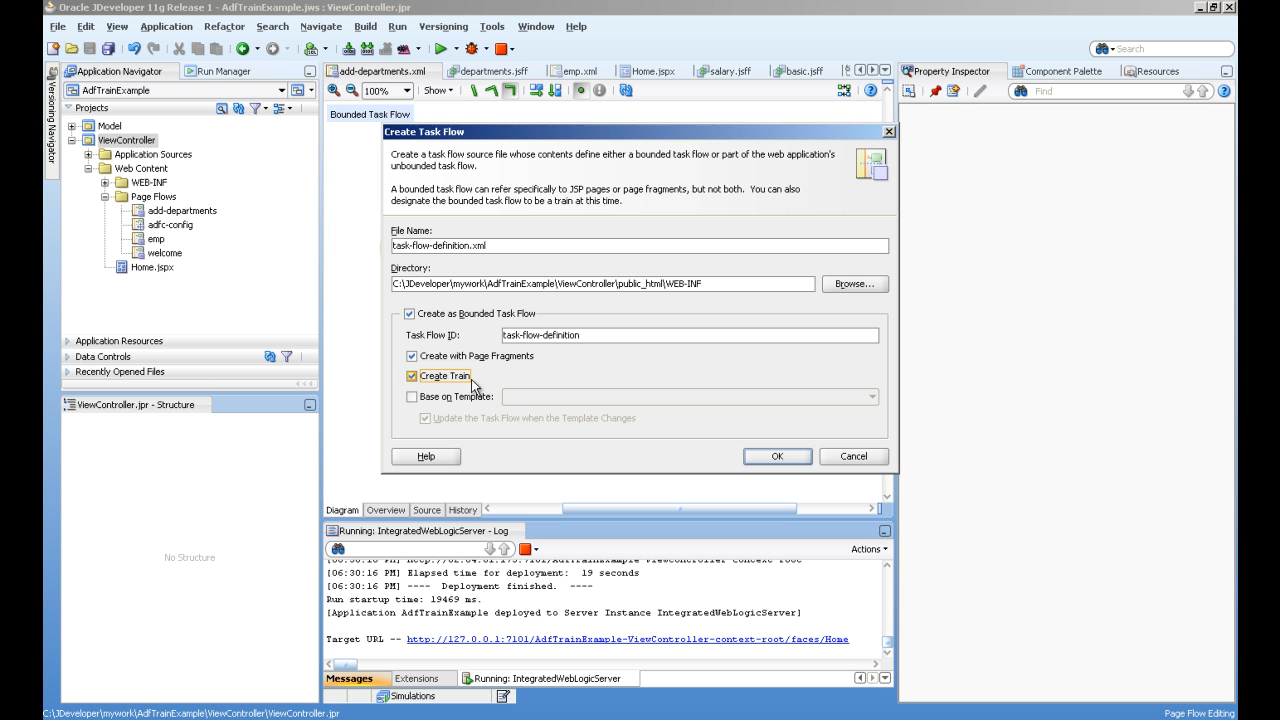 Oracle JDeveloper 11g Release 1 - AdfTrainExample.jws : ViewController.jpr
File Edit View Application Refactor Search Navigate Build Run Versioning Tools Window Help
Search
Application Navigator Run Manager
add-departments.xml departments.jsff emp.xml Home.jspx salary.jsff basic.jsff
Property Inspector Component Palette Resources
Versioning Navigator
AdfTrainExample
100% Show
Find
Projects
Bounded Task Flow
Model
ViewController
Application Sources
Web Content
WEB-INF
Page Flows
add-departments
adfc-config
emp
welcome
Home.jspx
Create Task Flow
Create a task flow source file whose contents define either a bounded task flow or part of the web application's
unbounded task flow.
A bounded task flow can refer specifically to JSP pages or page fragments, but not both. You can also
designate the bounded task flow to be a train at this time.
File Name:
task-flow-definition.xml
Directory:
C:\JDeveloper\mywork\AdfTrainExample\ViewController\public_html\WEB-INF
Browse...
Create as Bounded Task Flow
Task Flow ID: task-flow-definition
Create with Page Fragments
Create Train
Base on Template:
Update the Task Flow when the Template Changes
Help OK Cancel
Application Resources
Data Controls
Recently Opened Files
ViewController.jpr - Structure
No Structure
Diagram Overview Source History
Running: IntegratedWebLogicServer - Log
Actions
[06:30:16 PM] Elapsed time for deployment: 19 seconds
[06:30:16 PM] ---- Deployment finished. ----
Run startup time: 19469 ms.
[Application AdfTrainExample deployed to Server Instance IntegratedWebLogicServer]
Target URL -- http://127.0.0.1:7101/AdfTrainExample-ViewController-context-root/faces/Home
Messages Extensions Running: IntegratedWebLogicServer
Simulations
C:\JDeveloper\mywork\AdfTrainExample\ViewController\ViewController.jpr
Page Flow Editing